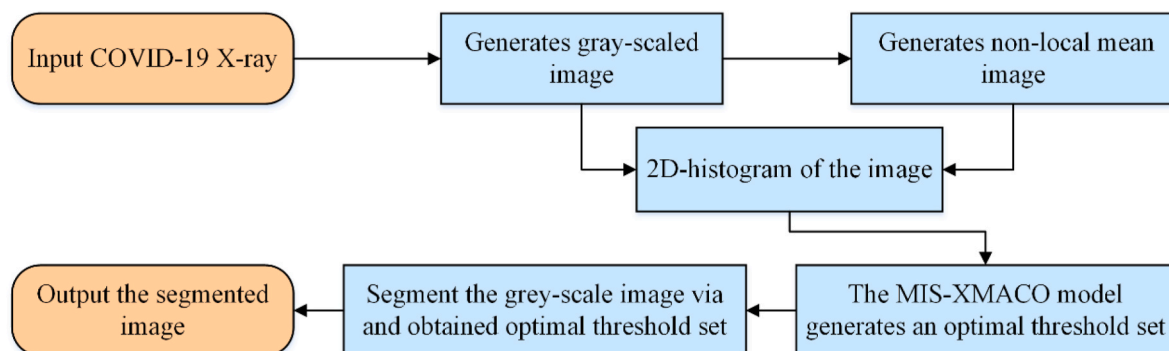 Input COVID-19 X-ray
Generates gray-scaled
image
Generates non-local mean
image
2D-histogram of the image
The MIS-XMACO model
generates an optimal threshold set
Segment the grey-scale image via
and obtained optimal threshold set
Output the segmented
image